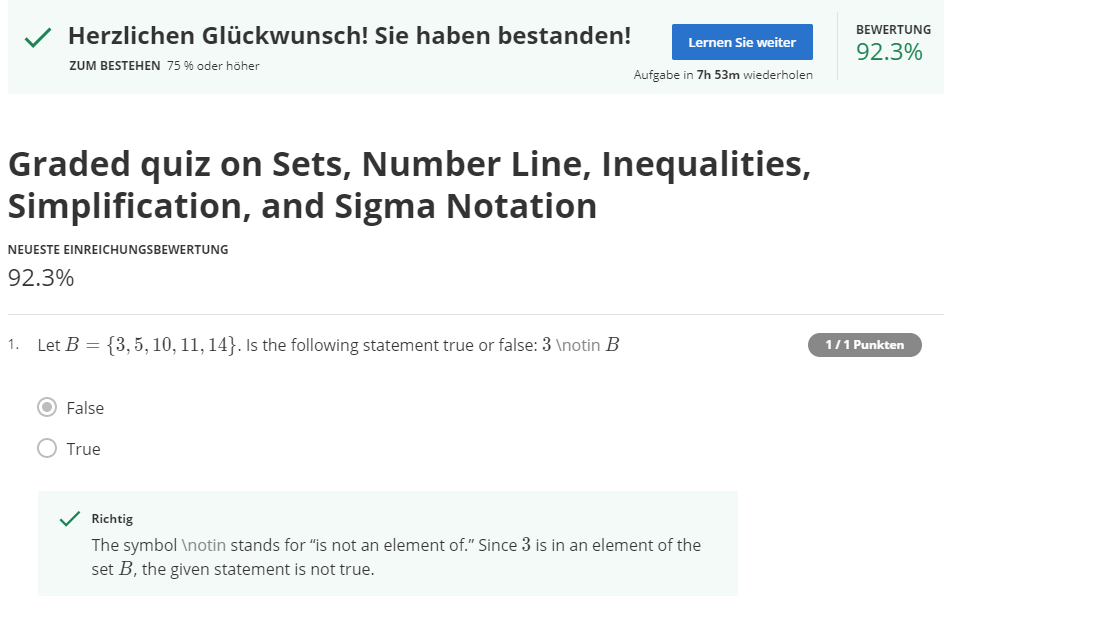 Herzlichen Glückwunsch! Sie haben bestanden!
ZUM BESTEHEN 75 % oder höher
Lernen Sie weiter
Aufgabe in 7h 53m wiederholen
BEWERTUNG
92.3%
Graded quiz on Sets, Number Line, Inequalities,
Simplification, and Sigma Notation
NEUESTE EINREICHUNGSBEWERTUNG
92.3%
1. Let B = {3, 5, 10, 11, 14}. Is the following statement true or false: 3 \notin B
1 / 1 Punkten
False
True
Richtig
The symbol \notin stands for “is not an element of.” Since 3 is in an element of the
set B, the given statement is not true.